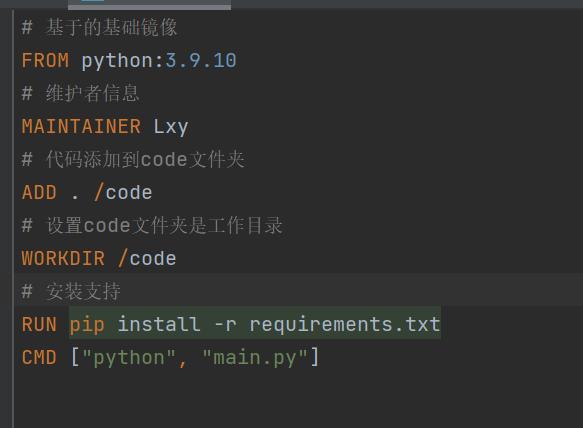 # 基于的基础镜像
FROM python:3.9.10
# 维护者信息
MAINTAINER Lxy
# 代码添加到code文件夹
ADD . /code
# 设置code文件夹是工作目录
WORKDIR /code
# 安装支持
RUN pip install -r requirements.txt
CMD ["python", "main.py"]